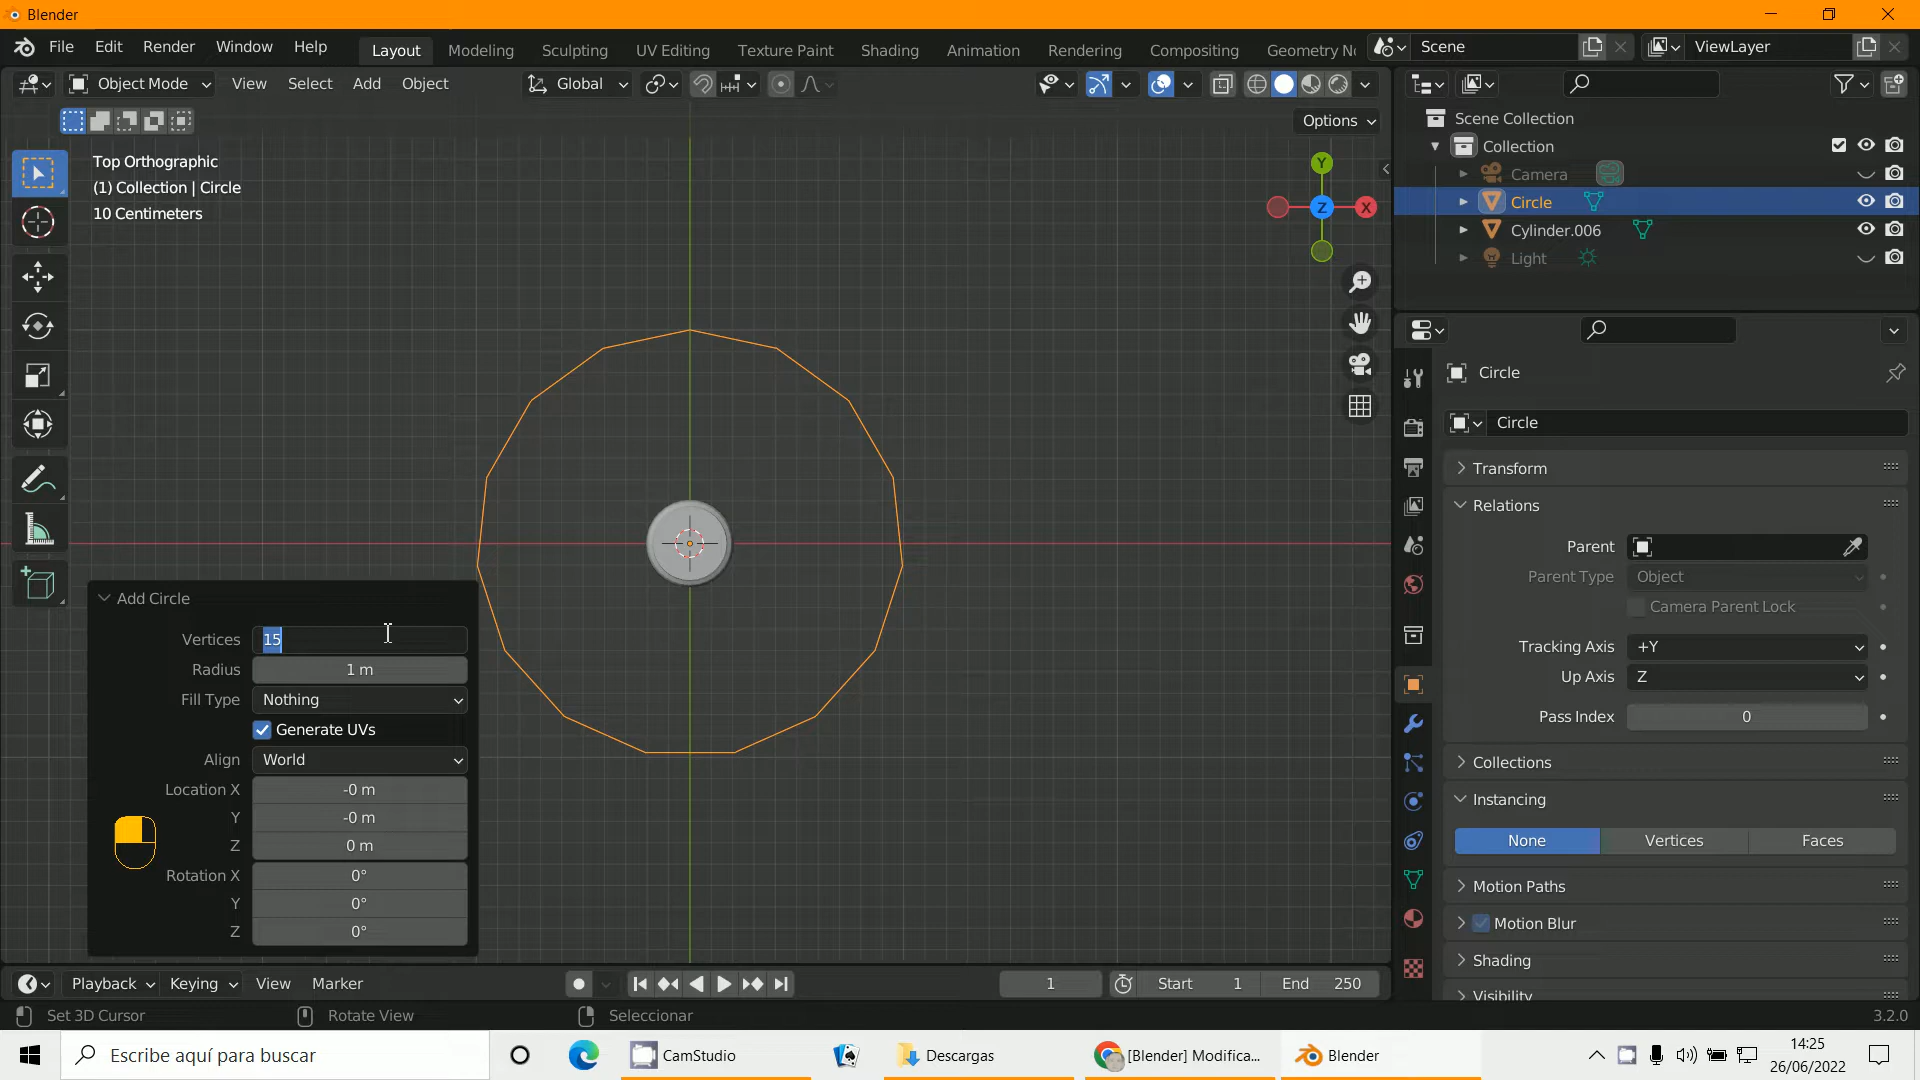 Blender
File Edit Render Window Help
Layout Modeling Sculpting UV Editing Texture Paint Shading Animation Rendering Compositing Geometry No
Scene
ViewLayer
Object Mode View Select Add Object
Global
Options
Top Orthographic
(1) Collection | Circle
10 Centimeters
Y
X
Z
Scene Collection
Collection
Camera
Circle
Cylinder.006
Light
Circle
Circle
Transform
Relations
Parent
Parent Type Object
Camera Parent Lock
Tracking Axis +Y
Up Axis Z
Pass Index 0
Collections
Instancing
None Vertices Faces
Motion Paths
Motion Blur
Shading
Visibility
Add Circle
Vertices 15
Radius 1 m
Fill Type Nothing
Generate UVs
Align World
Location X -0 m
Y -0 m
Z 0 m
Rotation X 0°
Y 0°
Z 0°
Playback Keying View Marker
1
Start 1
End 250
Set 3D Cursor
Rotate View
Seleccionar
3.2.0
Escribe aquí para buscar
CamStudio
Descargas
[Blender] Modifica...
Blender
14:25
26/06/2022